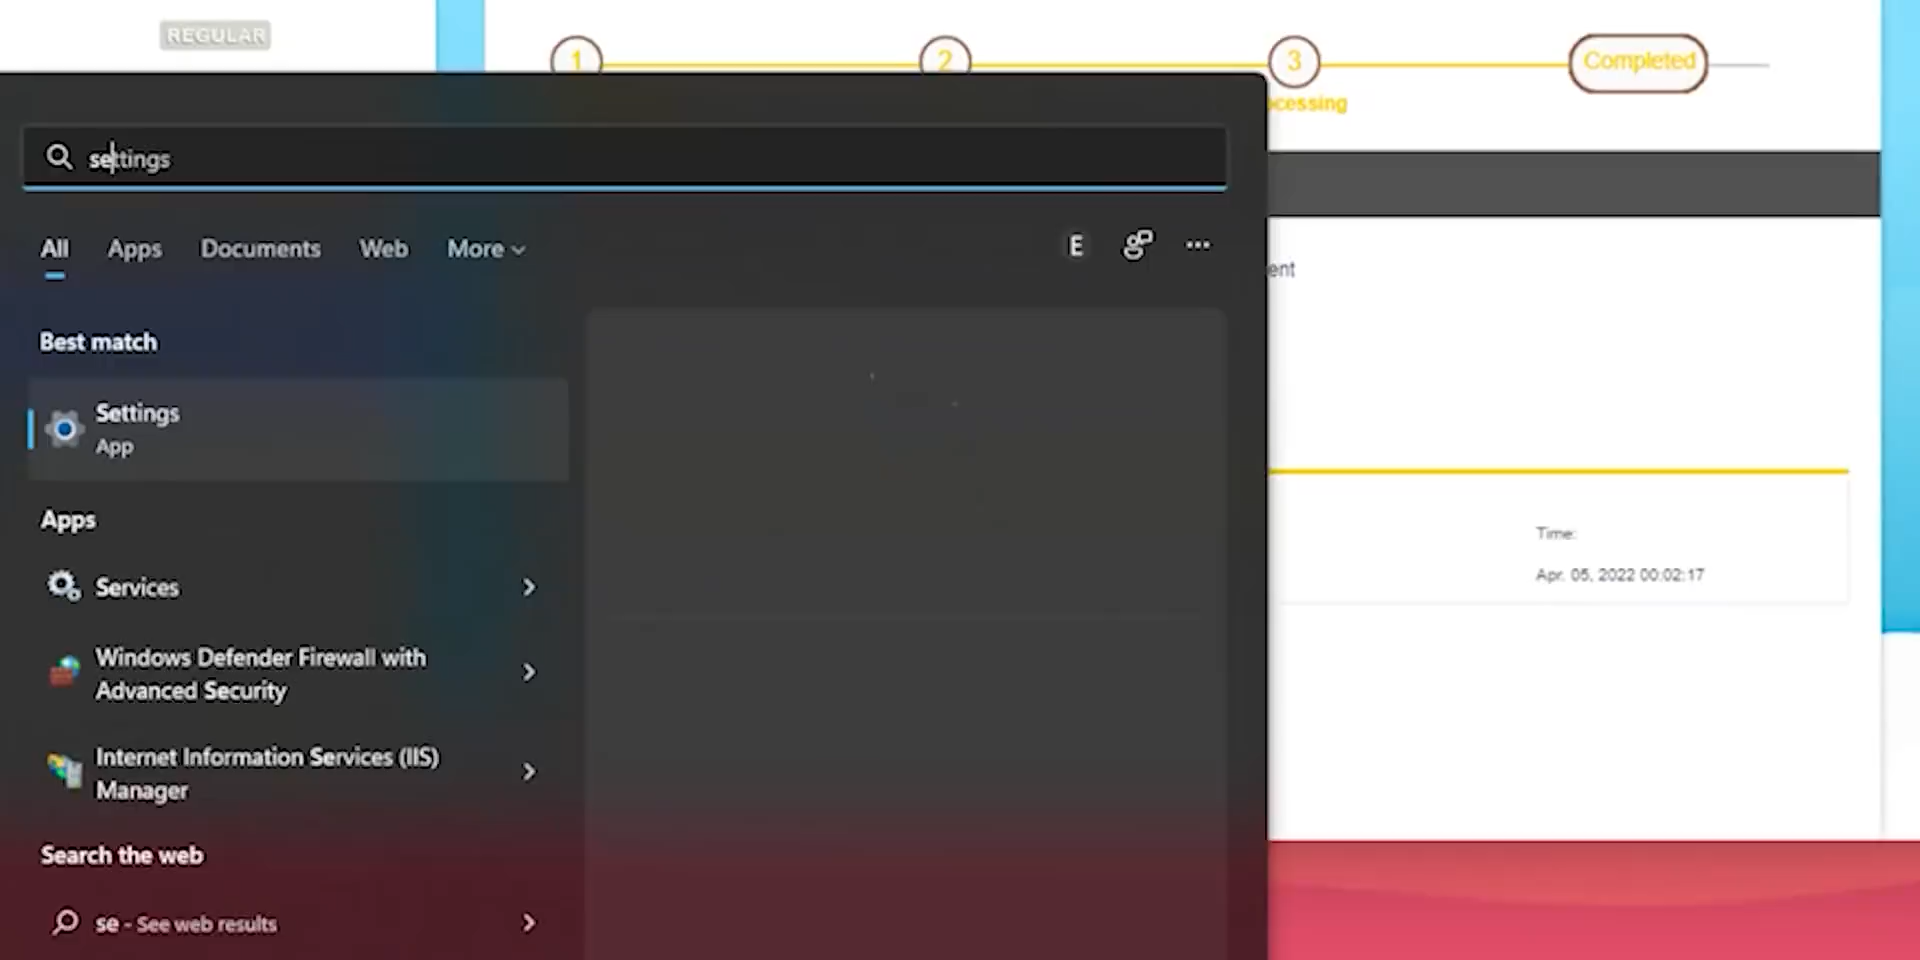 REGULAR
1
2
3
Completed
settings
All
Apps
Documents
Web
More
E
Best match
Settings
App
Apps
Services
Windows Defender Firewall with
Advanced Security
Internet Information Services (IIS)
Manager
Search the web
se - See web results
ocessing
ent
Time:
Apr. 05, 2022 00:02:17